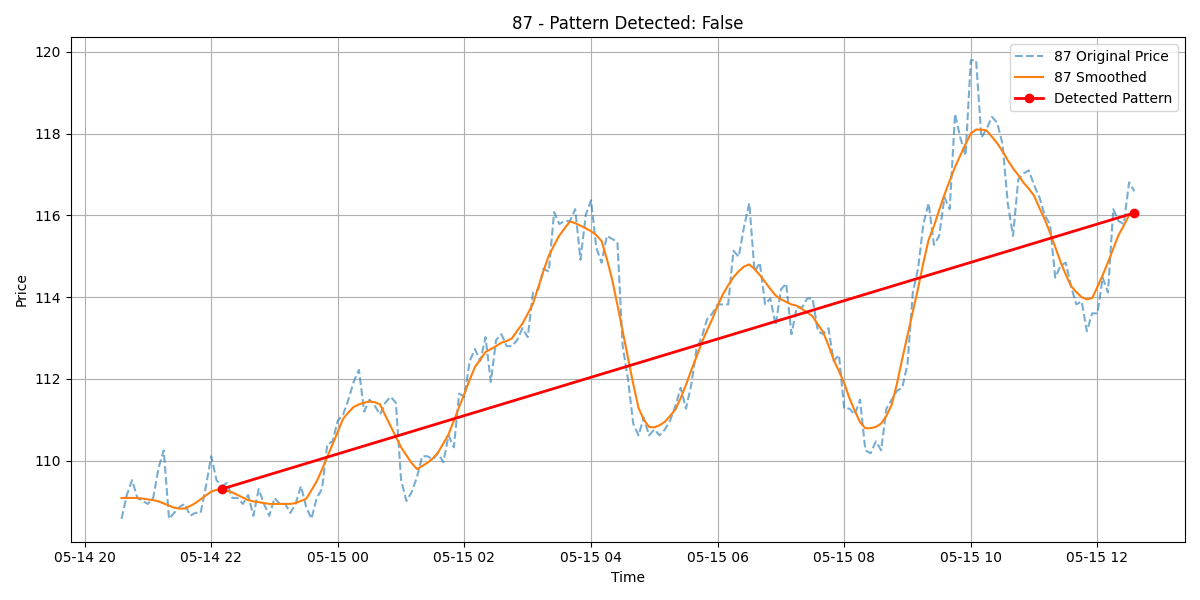 87 - Pattern Detected: False
87 Original Price
87 Smoothed
Detected Pattern
Price
120
118
116
114
112
110
05-14 20
05-14 22
05-15 00
05-15 02
05-15 04
05-15 06
05-15 08
05-15 10
05-15 12
Time